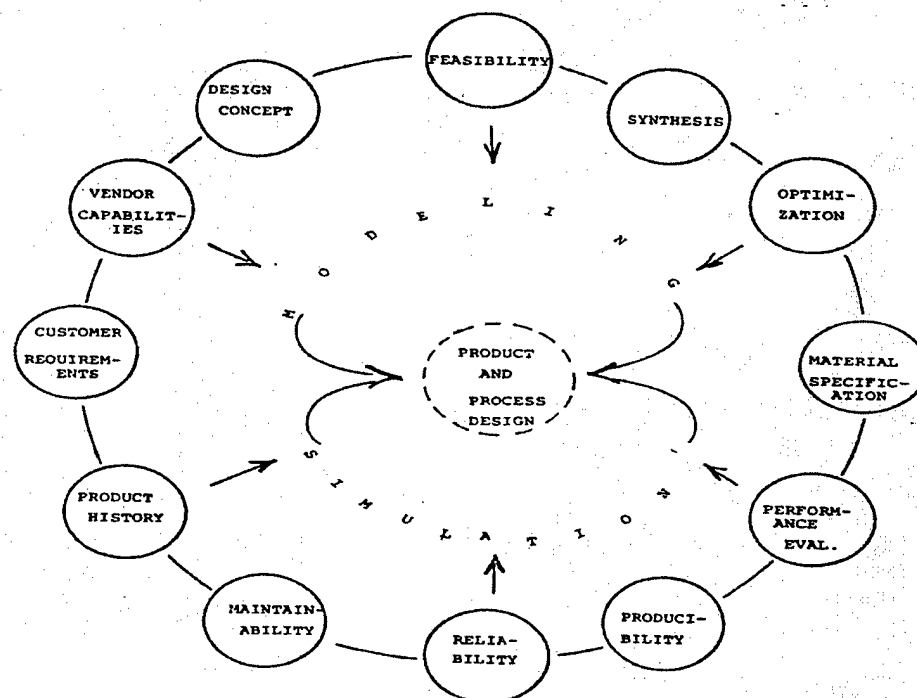 FEASIBILITY
SYNTHESIS
OPTIMI-
ZATION
MATERIAL
SPECIFIC-
ATION
PERFORM-
ANCE
EVAL.
PRODUCI-
BILITY
RELIA-
BILITY
MAINTAIN-
ABILITY
PRODUCT
HISTORY
CUSTOMER
REQUIREM-
ENTS
VENDOR
CAPABILIT-
IES
DESIGN
CONCEPT
MODELING
PRODUCT
AND
PROCESS
DESIGN
SIMULATION